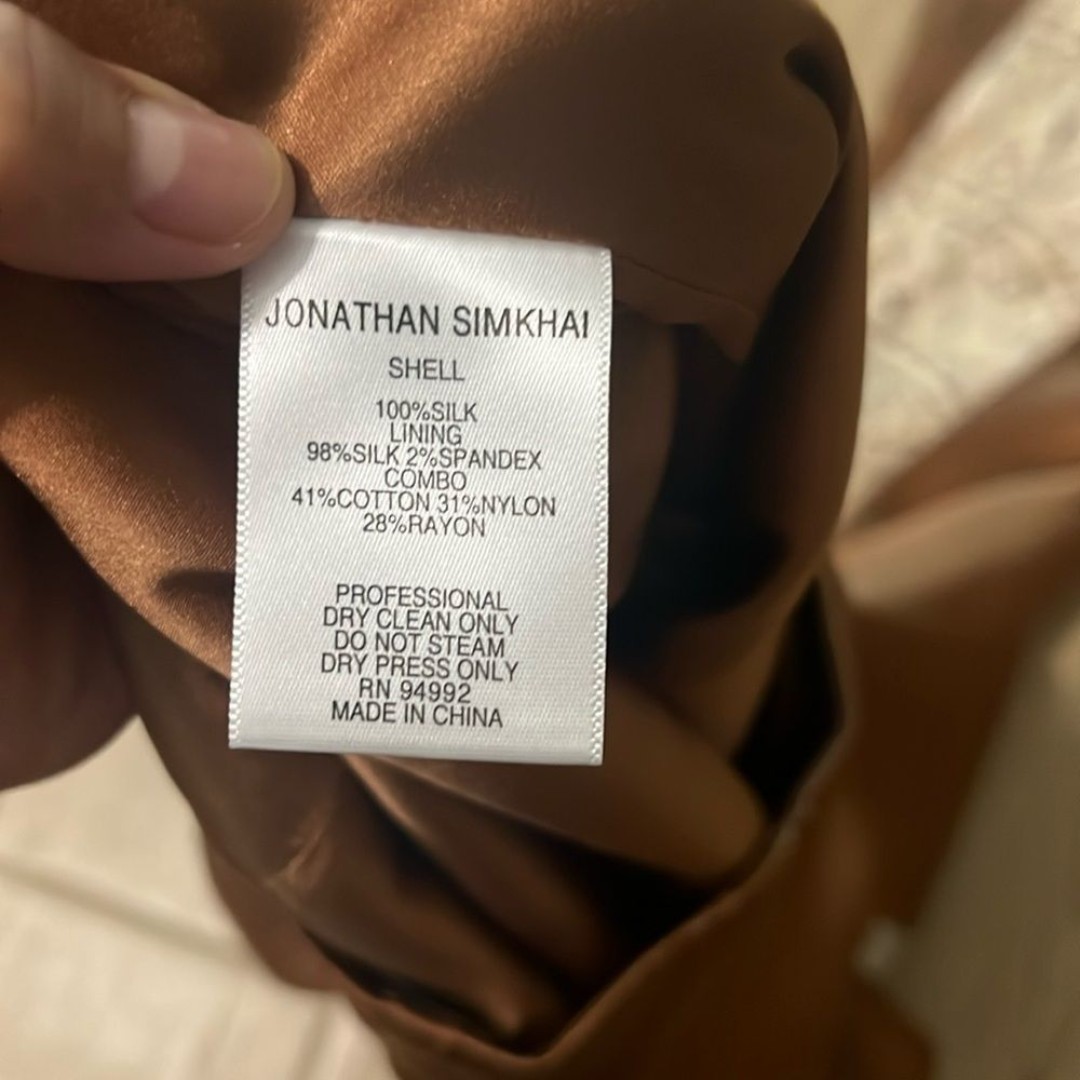 JONATHAN SIMKHAI
SHELL
100%SILK
LINING
98%SILK 2%SPANDEX
COMBO
41%COTTON 31%NYLON
28%RAYON
PROFESSIONAL
DRY CLEAN ONLY
DO NOT STEAM
DRY PRESS ONLY
RN 94992
MADE IN CHINA